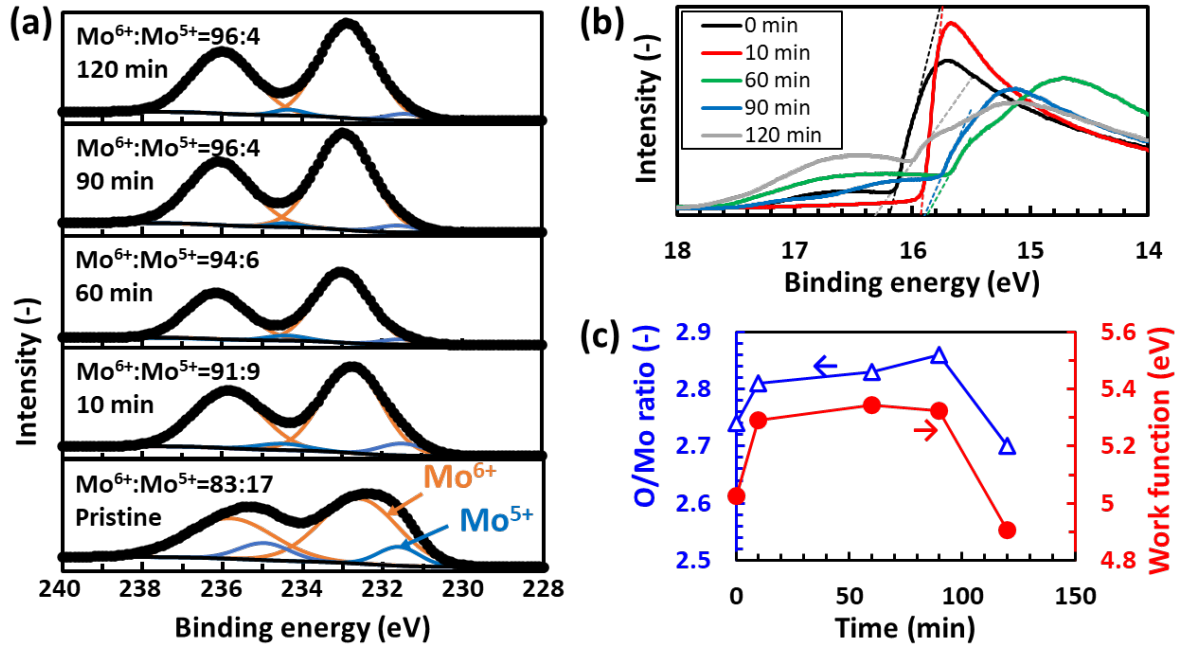 (a)
Mo⁶⁺:Mo⁵⁺=96:4
120 min
Mo⁶⁺:Mo⁵⁺=96:4
90 min
Mo⁶⁺:Mo⁵⁺=94:6
60 min
Mo⁶⁺:Mo⁵⁺=91:9
10 min
Mo⁶⁺:Mo⁵⁺=83:17
Pristine
Mo⁶⁺
Mo⁵⁺
Intensity (-)
240 238 236 234 232 230 228
Binding energy (eV)
(b)
0 min
10 min
60 min
90 min
120 min
Intensity (-)
18 17 16 15 14
Binding energy (eV)
(c)
O/Mo ratio (-)
2.9
2.8
2.7
2.6
2.5
5.6
5.4
5.2
5
4.8
Work function (eV)
0 50 100 150
Time (min)